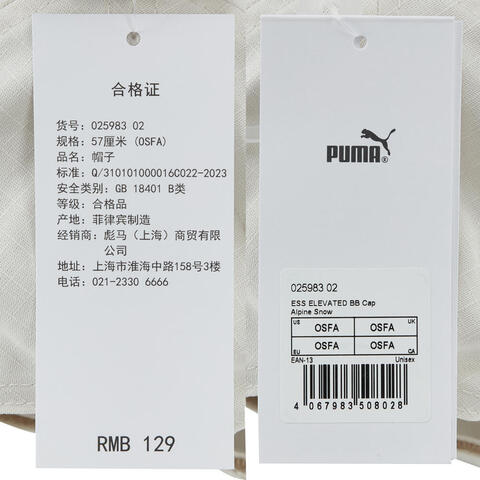 合格证
货号: 025983 02
规格: 57厘米 (OSFA)
品名: 帽子
标准: Q/310101000016C022-2023
安全类别: GB 18401 B类
等级: 合格品
产地: 菲律宾制造
经销商: 彪马（上海）商贸有限
公司
地址: 上海市淮海中路158号3楼
电话: 021-2330 6666
RMB 129
PUMA®
025983 02
ESS ELEVATED BB Cap
Alpine Snow
US OSFA OSFA UK
EU OSFA OSFA CA
EAN-13 Unisex
4 067983 508028